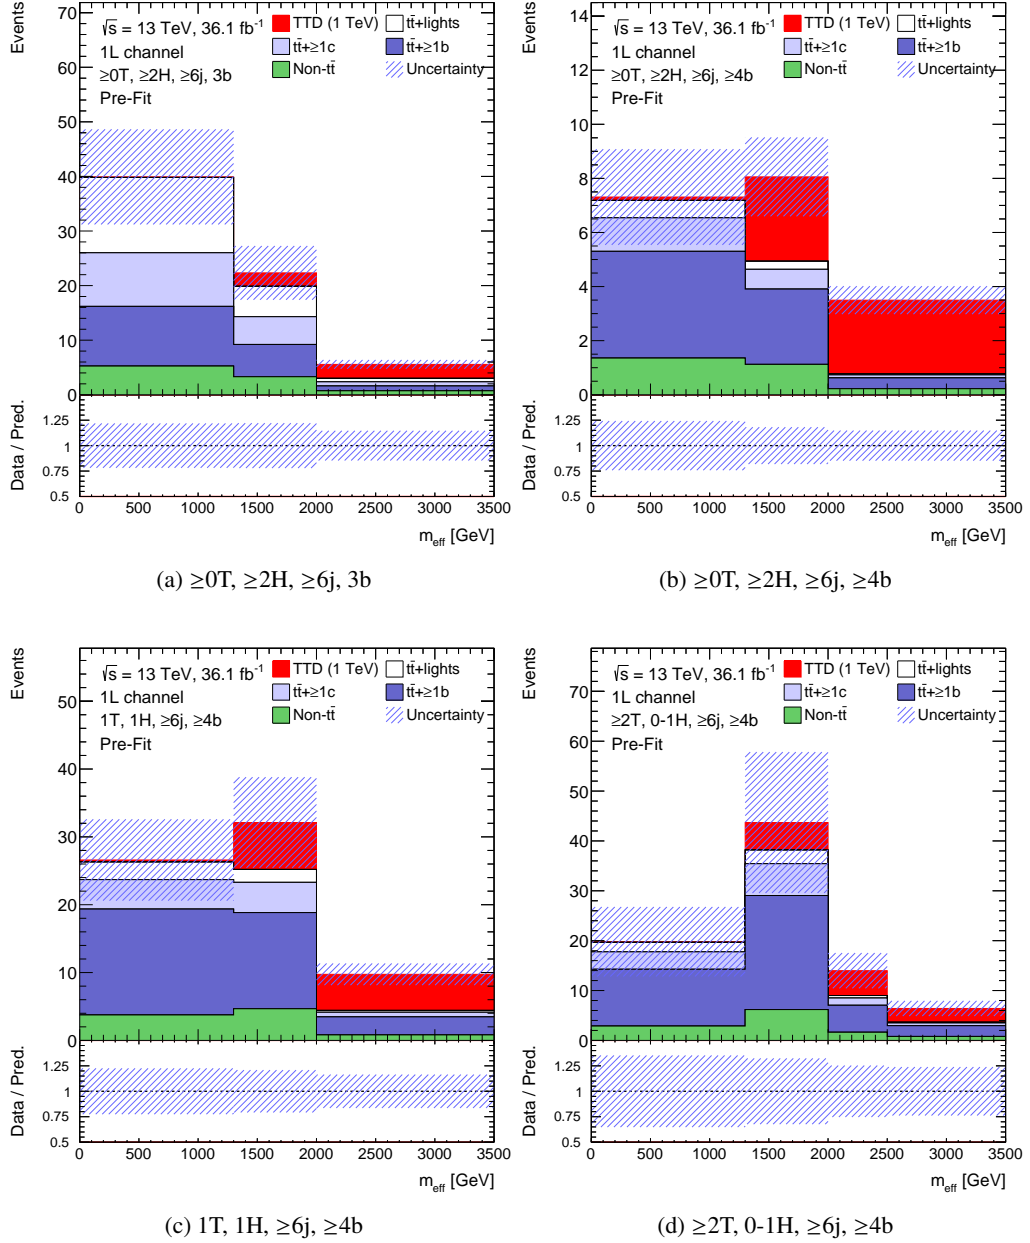 Events
70
60
50
40
30
20
10
0
√s = 13 TeV, 36.1 fb⁻¹
1L channel
≥0T, ≥2H, ≥6j, 3b
Pre-Fit
TTD (1 TeV)
tt̄+lights
tt̄+≥1c
tt̄+≥1b
Non-tt̄
Uncertainty
Data / Pred.
1.25
1
0.75
0.5
0 500 1000 1500 2000 2500 3000 3500
m_eff [GeV]
(a) ≥0T, ≥2H, ≥6j, 3b
Events
14
12
10
8
6
4
2
0
√s = 13 TeV, 36.1 fb⁻¹
1L channel
≥0T, ≥2H, ≥6j, ≥4b
Pre-Fit
TTD (1 TeV)
tt̄+lights
tt̄+≥1c
tt̄+≥1b
Non-tt̄
Uncertainty
Data / Pred.
1.25
1
0.75
0.5
0 500 1000 1500 2000 2500 3000 3500
m_eff [GeV]
(b) ≥0T, ≥2H, ≥6j, ≥4b
Events
50
40
30
20
10
0
√s = 13 TeV, 36.1 fb⁻¹
1L channel
1T, 1H, ≥6j, ≥4b
Pre-Fit
TTD (1 TeV)
tt̄+lights
tt̄+≥1c
tt̄+≥1b
Non-tt̄
Uncertainty
Data / Pred.
1.25
1
0.75
0.5
0 500 1000 1500 2000 2500 3000 3500
m_eff [GeV]
(c) 1T, 1H, ≥6j, ≥4b
Events
70
60
50
40
30
20
10
0
√s = 13 TeV, 36.1 fb⁻¹
1L channel
≥2T, 0-1H, ≥6j, ≥4b
Pre-Fit
TTD (1 TeV)
tt̄+lights
tt̄+≥1c
tt̄+≥1b
Non-tt̄
Uncertainty
Data / Pred.
1.25
1
0.75
0.5
0 500 1000 1500 2000 2500 3000 3500
m_eff [GeV]
(d) ≥2T, 0-1H, ≥6j, ≥4b